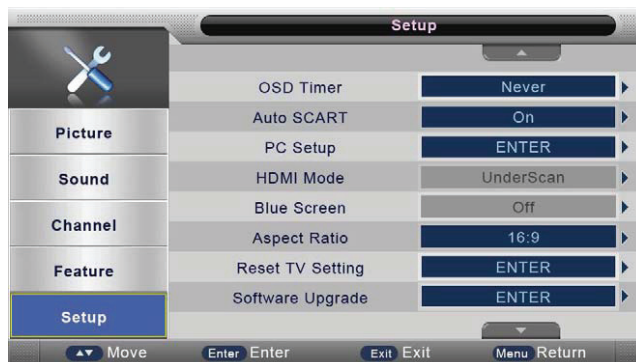 Setup
OSD Timer Never
Auto SCART On
PC Setup ENTER
HDMI Mode UnderScan
Blue Screen Off
Aspect Ratio 16:9
Reset TV Setting ENTER
Software Upgrade ENTER
Picture
Sound
Channel
Feature
Setup
Move Enter Enter Exit Exit Menu Return